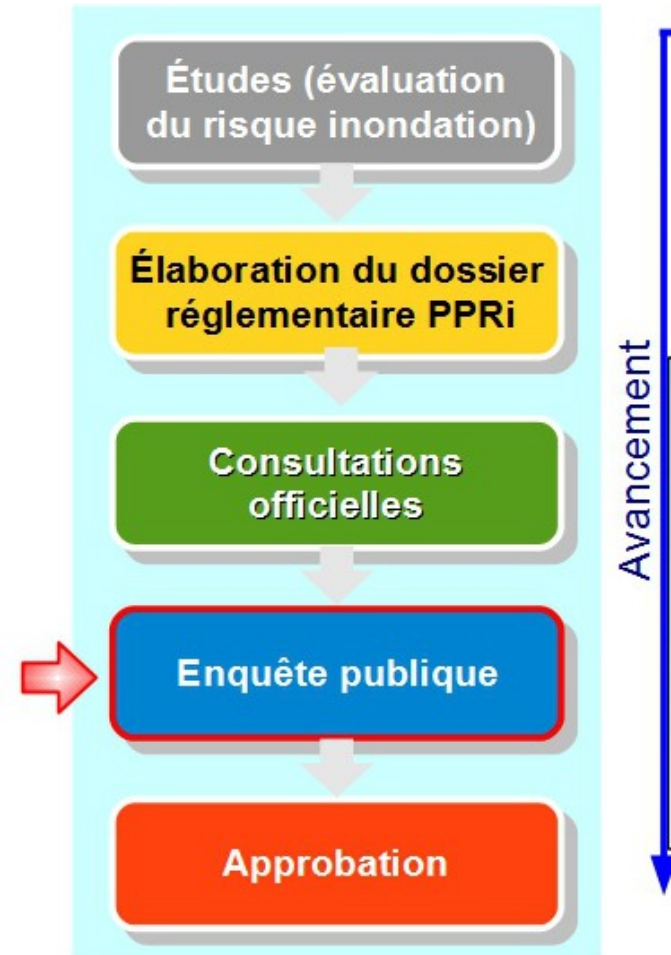 Études (évaluation
du risque inondation)
Élaboration du dossier
réglementaire PPRi
Consultations
officielles
Enquête publique
Approbation
Avancement